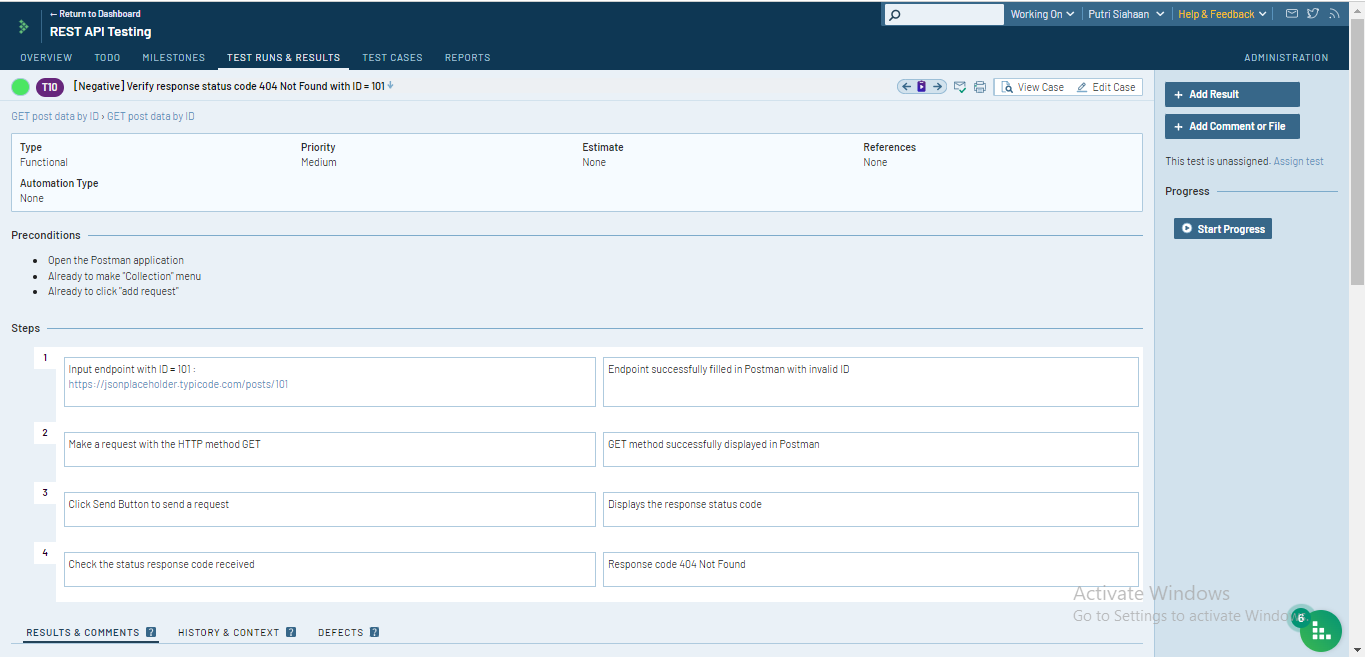 ← Return to Dashboard
REST API Testing
Working On
Putri Siahaan
Help & Feedback
OVERVIEW TODO MILESTONES TEST RUNS & RESULTS TEST CASES REPORTS ADMINISTRATION
T10 [Negative] Verify response status code 404 Not Found with ID = 101
View Case Edit Case
GET post data by ID › GET post data by ID
Type Priority Estimate References
Functional Medium None None
Automation Type
None
Preconditions
• Open the Postman application
• Already to make "Collection" menu
• Already to click "add request"
Steps
1
Input endpoint with ID = 101 :
https://jsonplaceholder.typicode.com/posts/101
Endpoint successfully filled in Postman with invalid ID
2
Make a request with the HTTP method GET
GET method successfully displayed in Postman
3
Click Send Button to send a request
Displays the response status code
4
Check the status response code received
Response code 404 Not Found
RESULTS & COMMENTS ? HISTORY & CONTEXT ? DEFECTS ?
+ Add Result
+ Add Comment or File
This test is unassigned. Assign test
Progress
Start Progress
Activate Windows
Go to Settings to activate
6